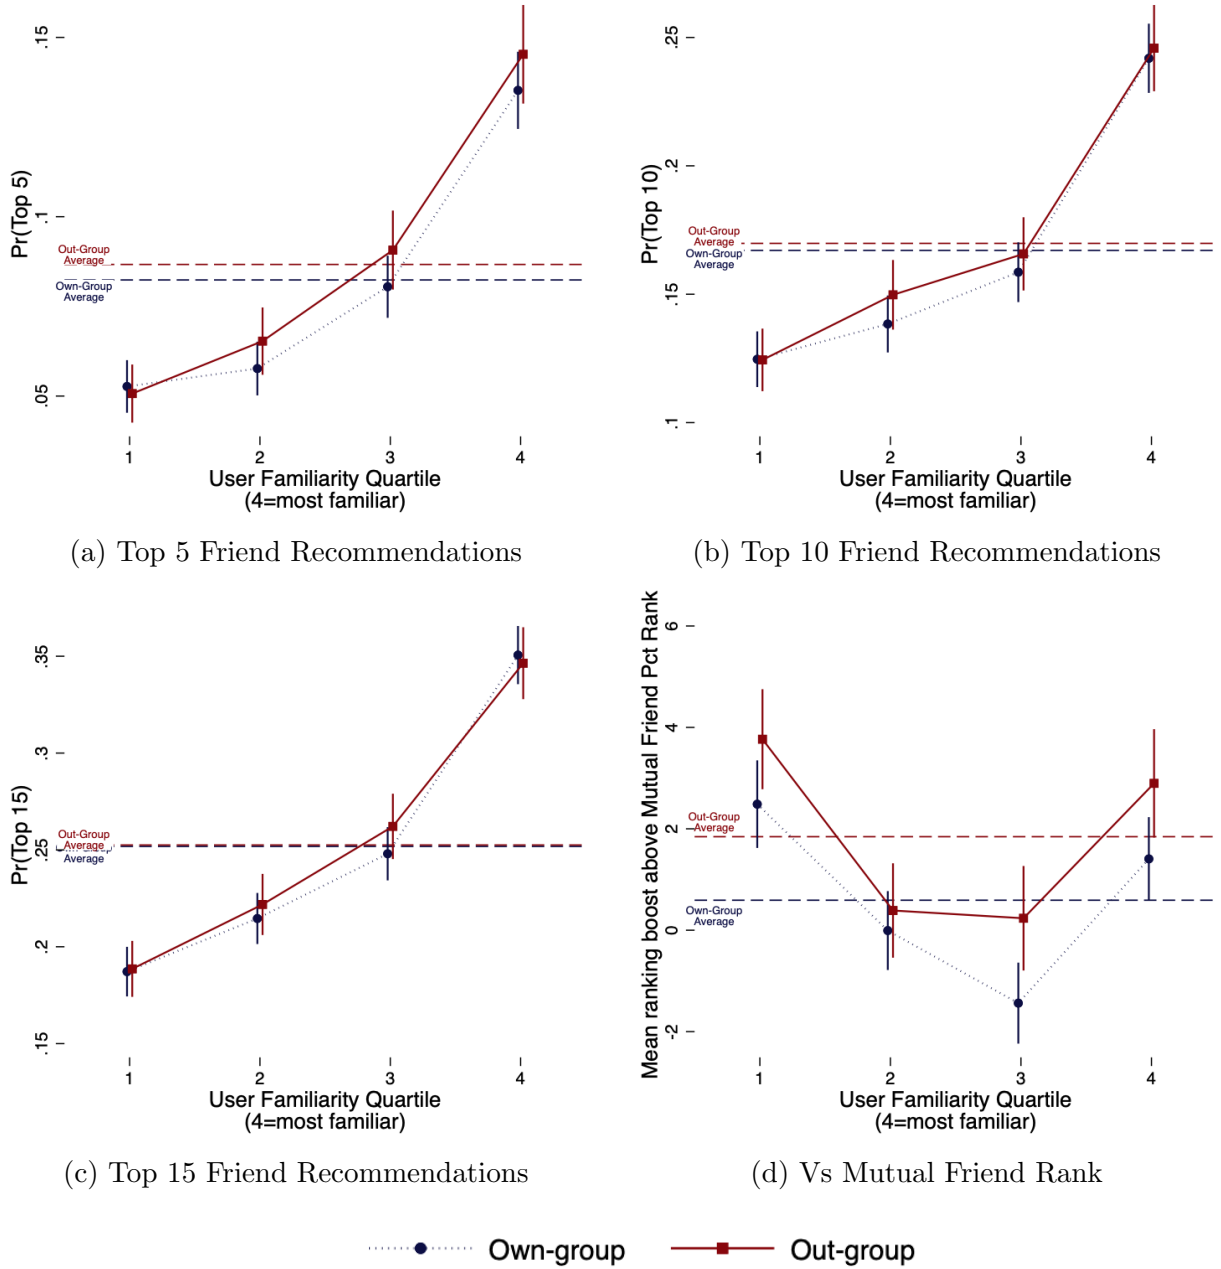 Pr(Top 5)
.15
.1
.05
Out-Group
Average
Own-Group
Average
1 2 3 4
User Familiarity Quartile
(4=most familiar)
(a) Top 5 Friend Recommendations
Pr(Top 10)
.25
.2
.15
.1
Out-Group
Average
Own-Group
Average
1 2 3 4
User Familiarity Quartile
(4=most familiar)
(b) Top 10 Friend Recommendations
Pr(Top 15)
.35
.3
.25
.2
.15
Out-Group
Average
Average
1 2 3 4
User Familiarity Quartile
(4=most familiar)
(c) Top 15 Friend Recommendations
Mean ranking boost above Mutual Friend Pct Rank
6
4
2
0
-2
Out-Group
Average
Own-Group
Average
1 2 3 4
User Familiarity Quartile
(4=most familiar)
(d) Vs Mutual Friend Rank
Own-group Out-group